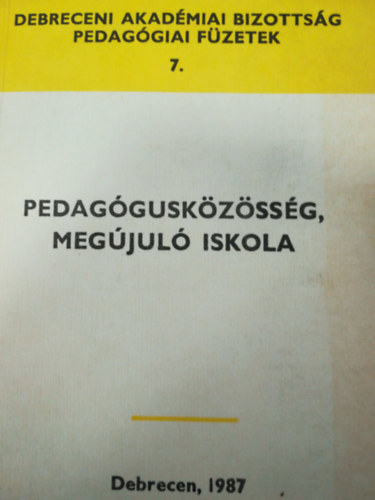 DEBRECENI AKADÉMIAI BIZOTTSÁG
PEDAGÓGIAI FÜZETEK
7.
PEDAGÓGUSKÖZÖSSÉG,
MEGÚJULÓ ISKOLA
Debrecen, 1987